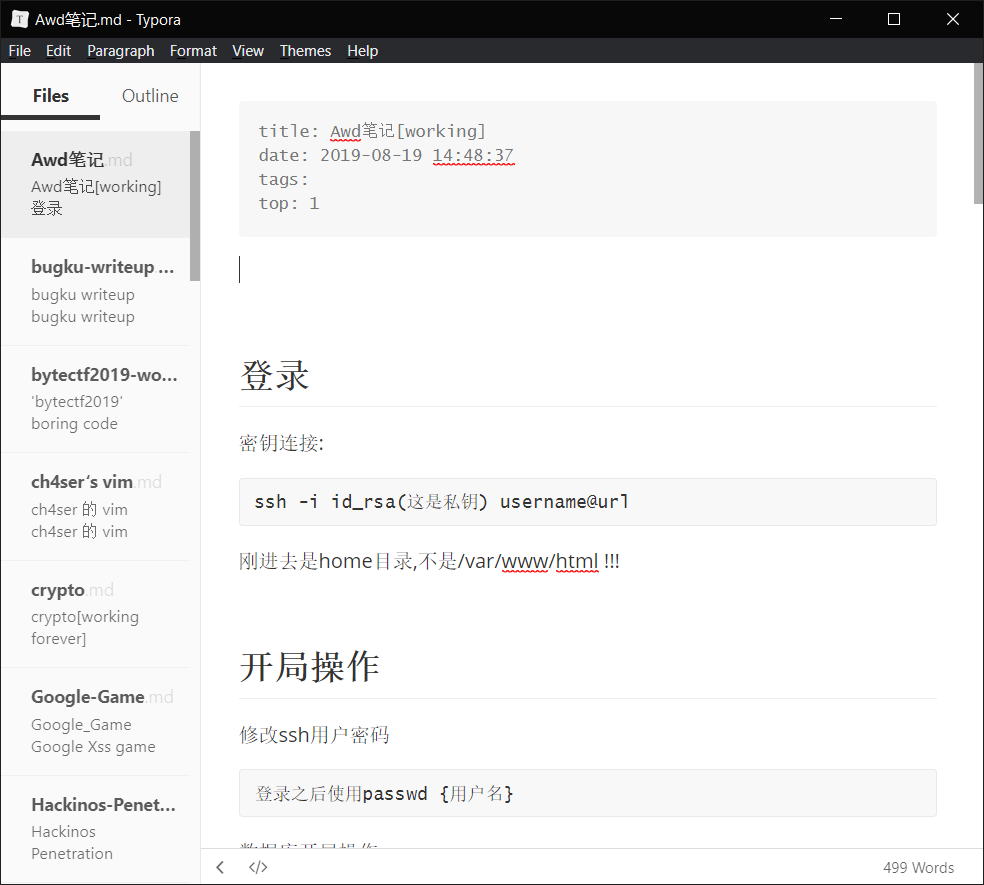 Awd笔记.md - Typora
File Edit Paragraph Format View Themes Help
Files Outline
Awd笔记.md
Awd笔记[working]
登录
bugku-writeup ...
bugku writeup
bugku writeup
bytectf2019-wo...
'bytectf2019'
boring code
ch4ser‘s vim.md
ch4ser 的 vim
ch4ser 的 vim
crypto.md
crypto[working
forever]
Google-Game.md
Google_Game
Google Xss game
Hackinos-Penet...
Hackinos
Penetration
title: Awd笔记[working]
date: 2019-08-19 14:48:37
tags:
top: 1
登录
密钥连接:
ssh -i id_rsa(这是私钥) username@url
刚进去是home目录,不是/var/www/html !!!
开局操作
修改ssh用户密码
登录之后使用passwd {用户名}
数据库开局操作
499 Words